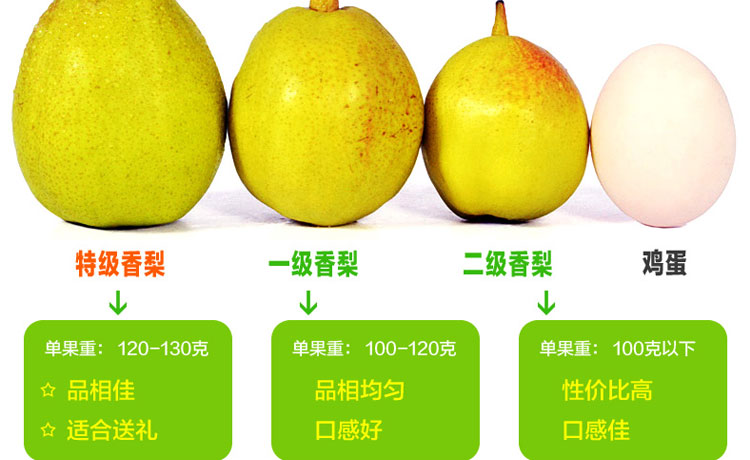 特级香梨
一级香梨
二级香梨
鸡蛋
单果重：120-130克
品相佳
适合送礼
单果重：100-120克
品相均匀
口感好
单果重：100克以下
性价比高
口感佳